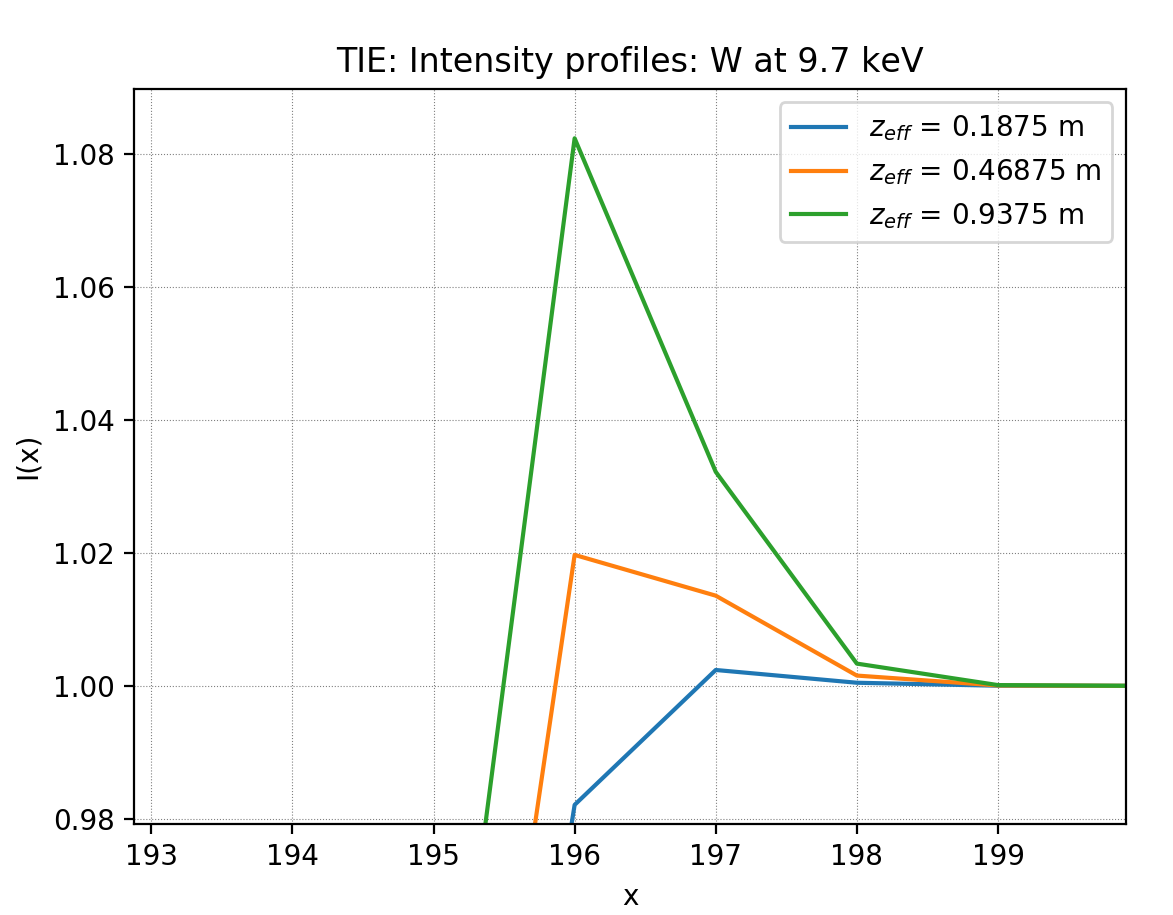 TIE: Intensity profiles: W at 9.7 keV
z_eff = 0.1875 m
z_eff = 0.46875 m
z_eff = 0.9375 m
1.08
1.06
1.04
1.02
1.00
0.98
I(x)
193 194 195 196 197 198 199
x